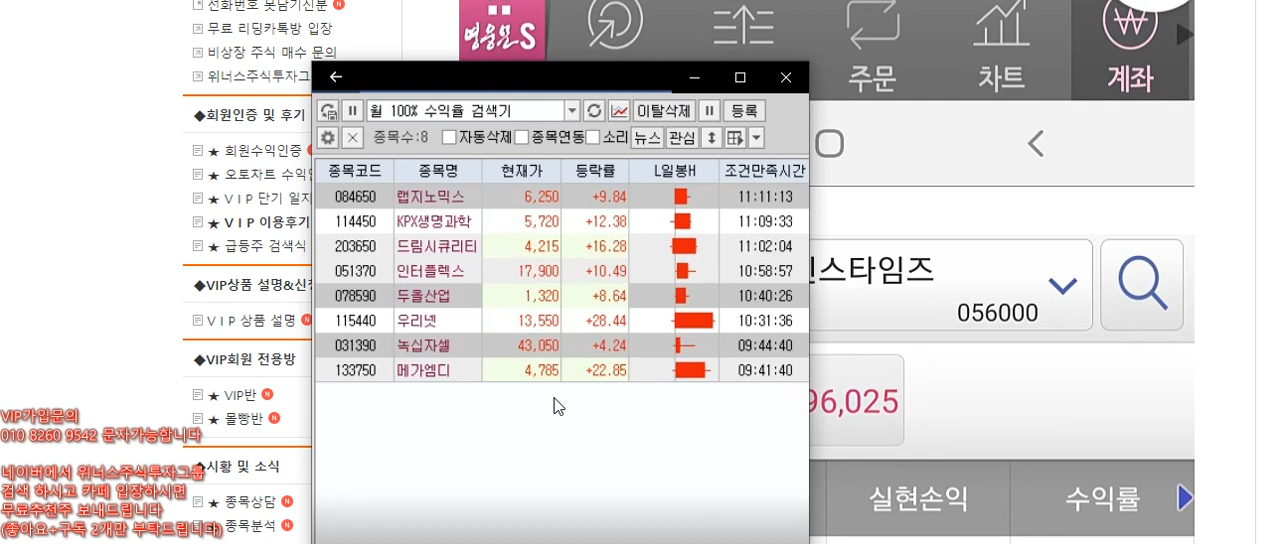 전화번호 못남기신분 N
무료 리딩카톡방 입장
비상장 주식 매수 문의
위너스주식투자그
◆회원인증 및 후기
★ 회원수익인증
★ 오토차트 수익인
★ V I P 단기 일지
★ V I P 이용후기
★ 급등주 검색식
◆VIP상품 설명&신청
V I P 상품 설명 N
◆VIP회원 전용방
★ VIP반 N
★ 몰빵반 N
◆시황 및 소식
★ 종목상담 N
종목분석 N
VIP가입문의
010 8260 9542 문자가능합니다
네이버에서 위너스주식투자그룹
검색 하시고 카페 입장하시면
무료추천주 보내드립니다
(좋아요+구독 2개만 부탁드립니다)
월 100% 수익율 검색기 이탈삭제 등록
종목수:8 자동삭제 종목연동 소리 뉴스 관심
종목코드 종목명 현재가 등락률 L일봉H 조건만족시간
084650 랩지노믹스 6,250 +9.84 11:11:13
114450 KPX생명과학 5,720 +12.38 11:09:33
203650 드림시큐리티 4,215 +16.28 11:02:04
051370 인터플렉스 17,900 +10.49 10:58:57
078590 두올산업 1,320 +8.64 10:40:26
115440 우리넷 13,550 +28.44 10:31:36
031390 녹십자셀 43,050 +4.24 09:44:40
133750 메가엠디 4,785 +22.85 09:41:40
영웅문S
주문 차트 계좌
인스타임즈
056000
96,025
실현손익 수익률